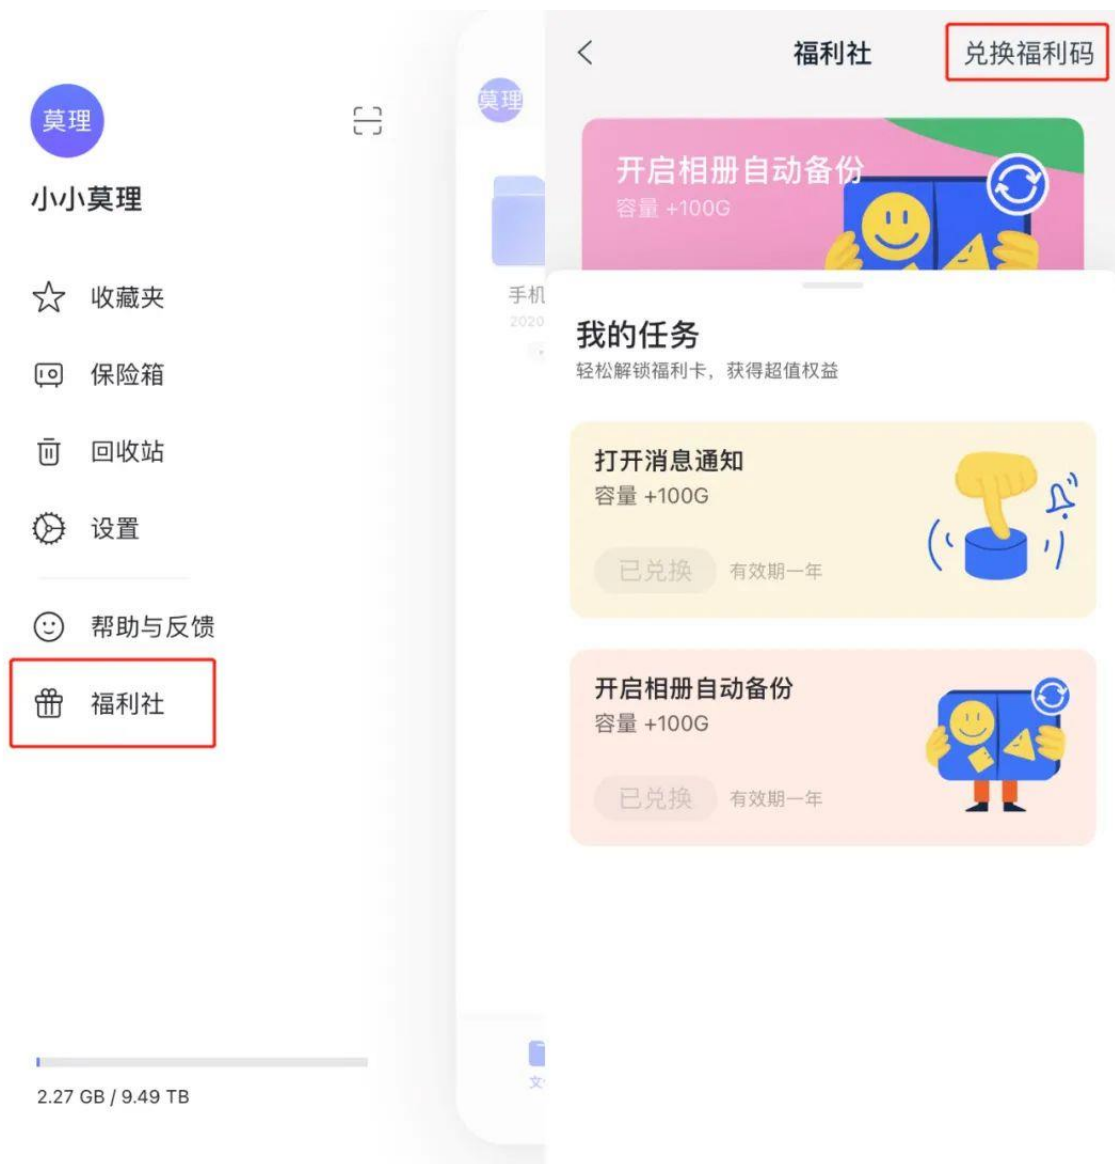 莫理
小小莫理
收藏夹
保险箱
回收站
设置
帮助与反馈
福利社
2.27 GB / 9.49 TB
莫理
手机
2020
文
福利社
兑换福利码
开启相册自动备份
容量 +100G
我的任务
轻松解锁福利卡，获得超值权益
打开消息通知
容量 +100G
已兑换 有效期一年
开启相册自动备份
容量 +100G
已兑换 有效期一年